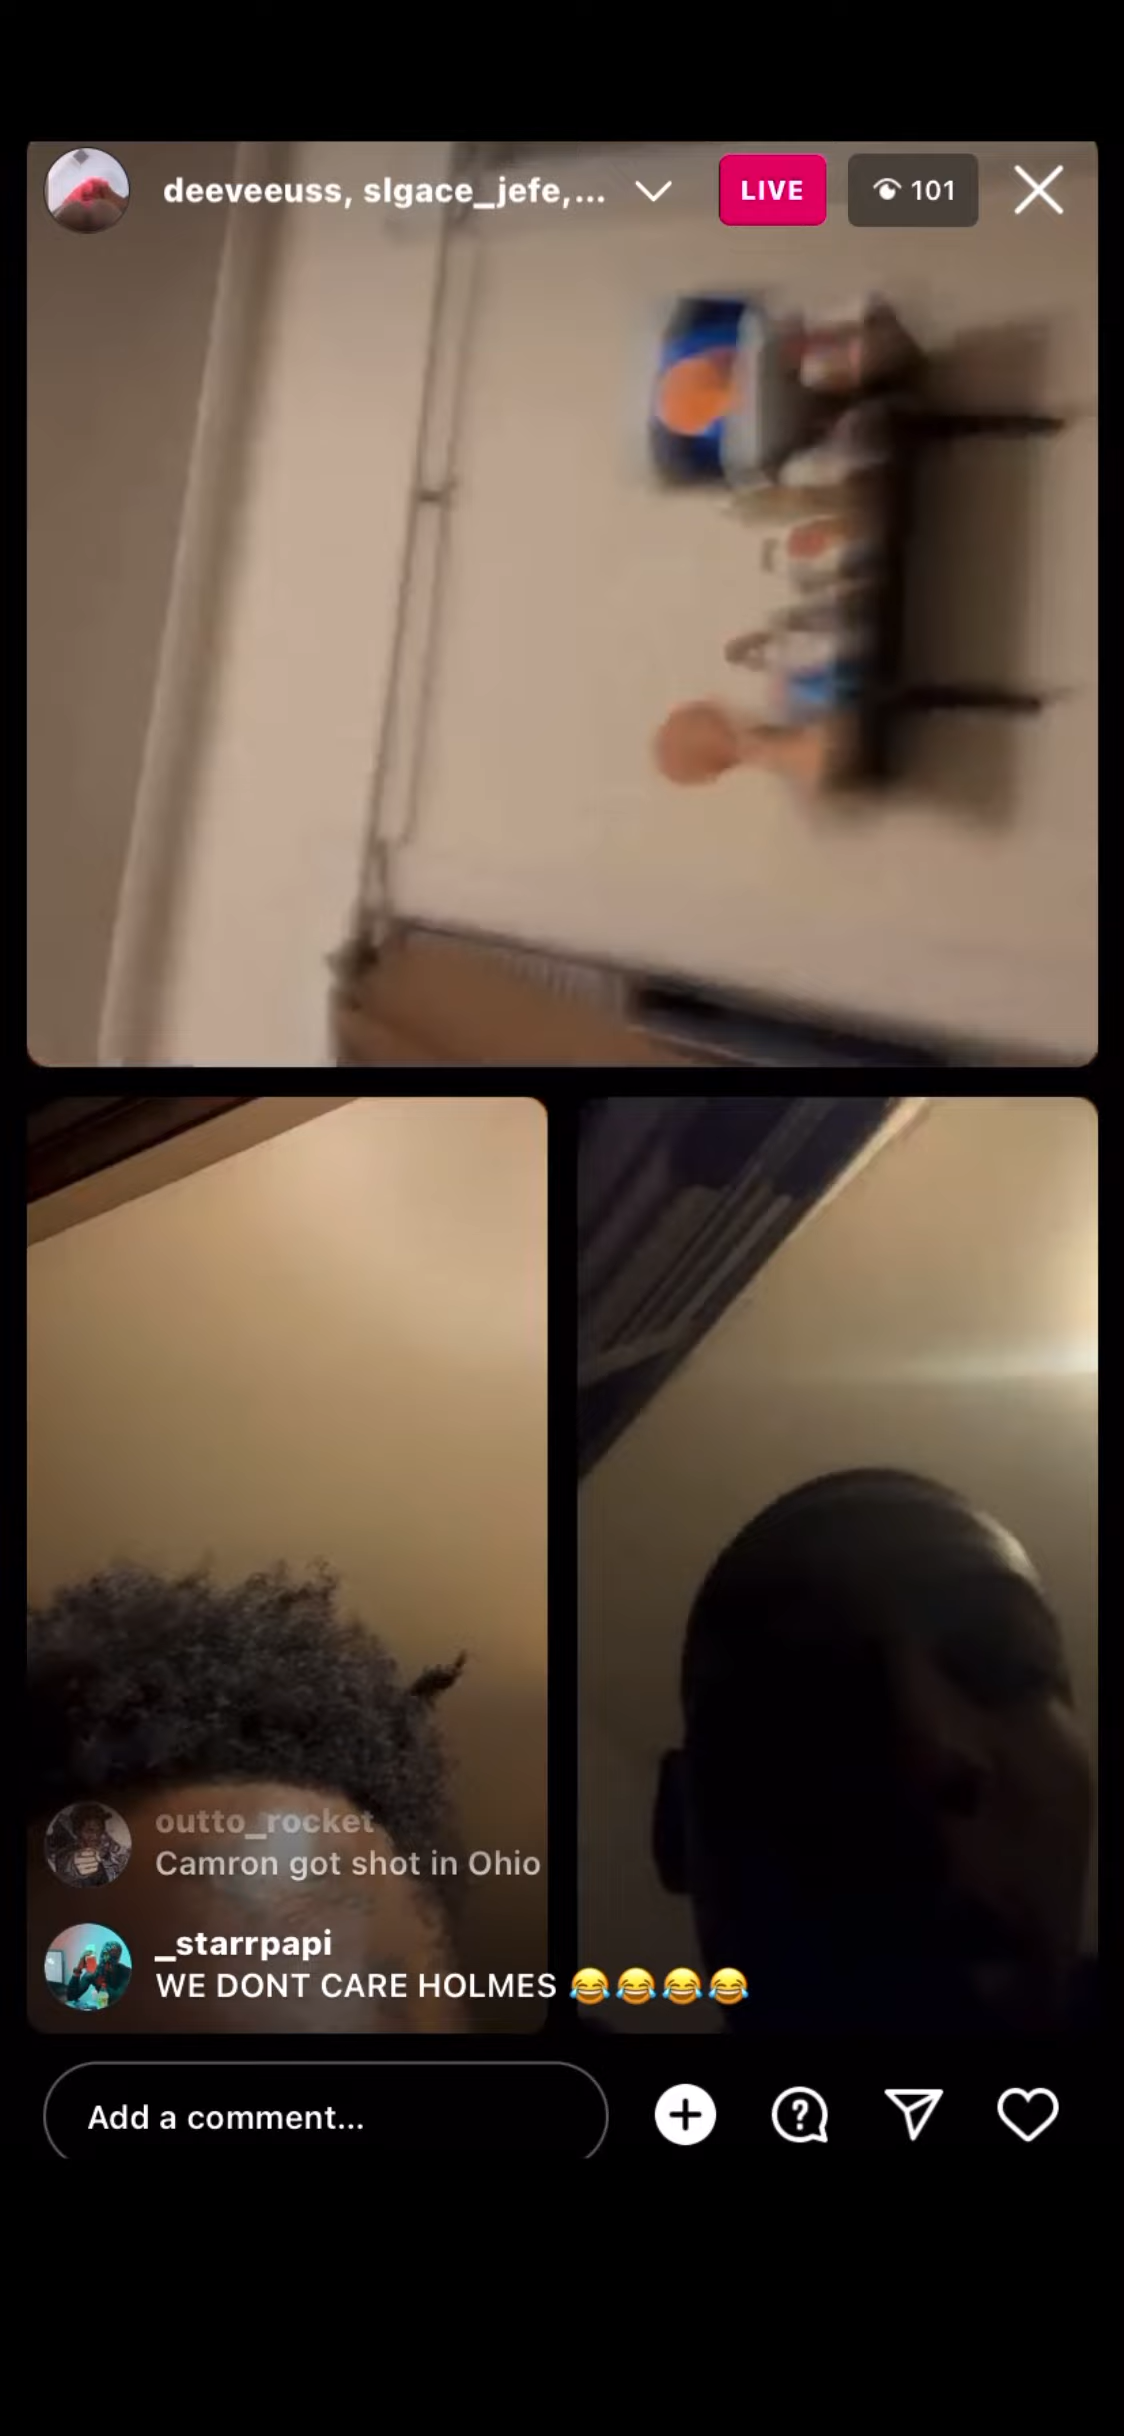 deeveeuss, slgace_jefe,...
LIVE
101
outto_rocket
Camron got shot in Ohio
_starrpapi
WE DONT CARE HOLMES 😂😂😂😂
Add a comment...